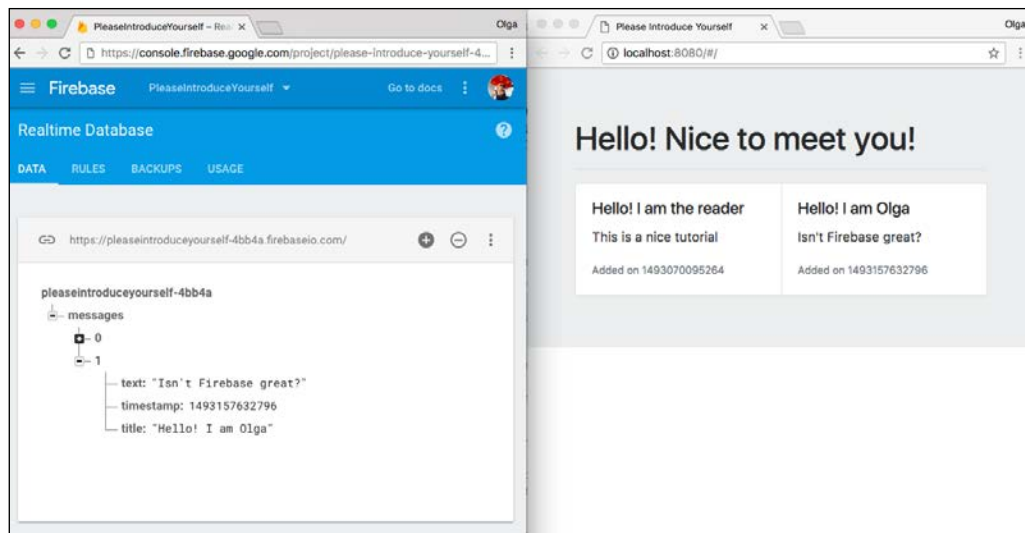 PleaseIntroduceYourself – Rea
Olga
https://console.firebase.google.com/project/please-introduce-yourself-4...
Firebase
PleaseIntroduceYourself
Go to docs
Realtime Database
?
DATA RULES BACKUPS USAGE
https://pleaseintroduceyourself-4bb4a.firebaseio.com/
pleaseintroduceyourself-4bb4a
messages
0
1
text: "Isn't Firebase great?"
timestamp: 1493157632796
title: "Hello! I am Olga"
Please Introduce Yourself
Olga
localhost:8080/#/
Hello! Nice to meet you!
Hello! I am the reader
This is a nice tutorial
Added on 1493070095264
Hello! I am Olga
Isn't Firebase great?
Added on 1493157632796